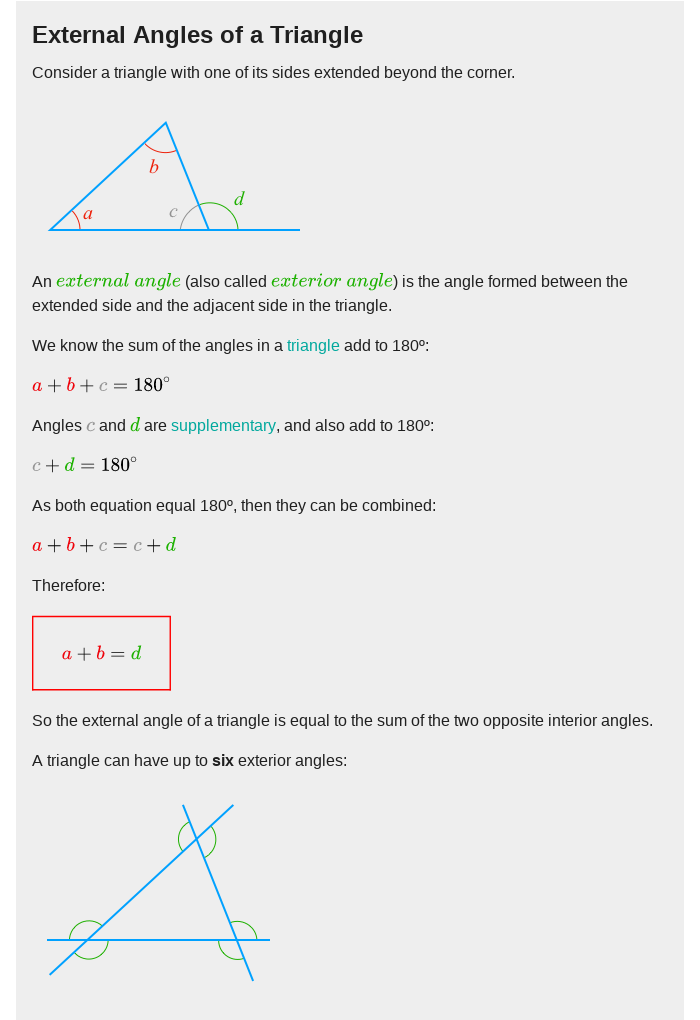 External Angles of a Triangle
Consider a triangle with one of its sides extended beyond the corner.
b
a
c
d
An external angle (also called exterior angle) is the angle formed between the
extended side and the adjacent side in the triangle.
We know the sum of the angles in a triangle add to 180º:
a + b + c = 180°
Angles c and d are supplementary, and also add to 180º:
c + d = 180°
As both equation equal 180º, then they can be combined:
a + b + c = c + d
Therefore:
a + b = d
So the external angle of a triangle is equal to the sum of the two opposite interior angles.
A triangle can have up to six exterior angles: